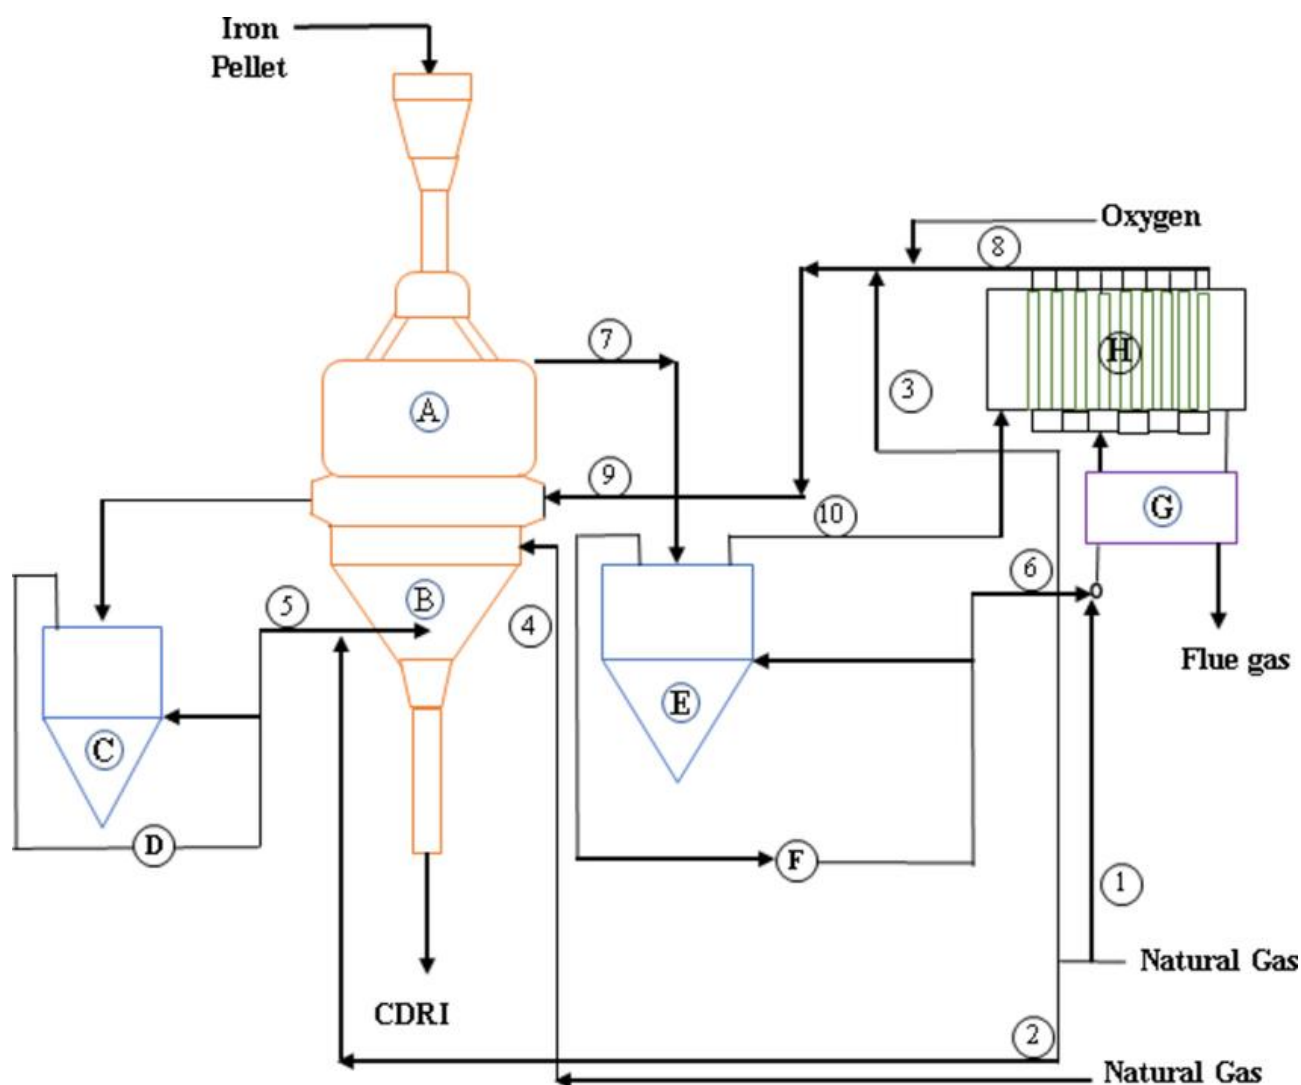 Iron
Pellet
Oxygen
8
7
H
3
A
9
10
G
6
5
B
4
Flue gas
E
C
D
F
1
Natural Gas
CDRI
2
Natural Gas